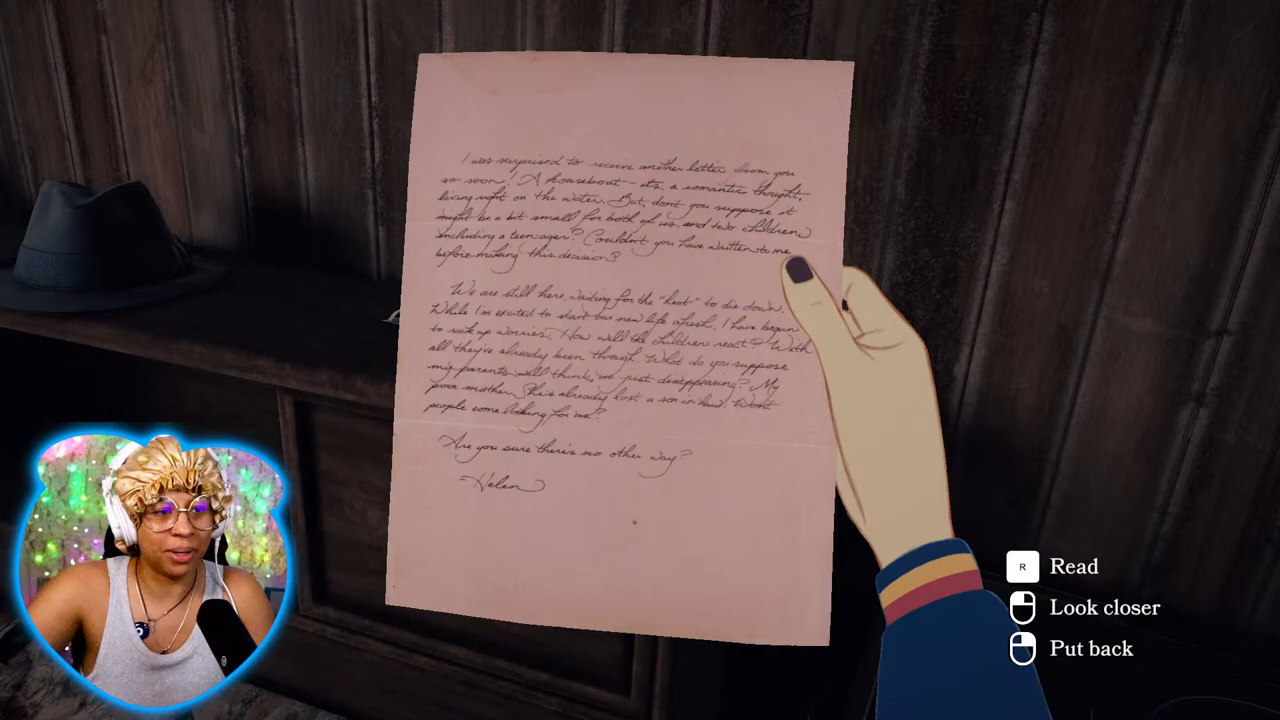 I was surprised to receive another letter from you
so soon! A houseboat - it's a romantic thought,
living right on the water. But, don't you suppose it
might be a bit small for both of us, and two children,
including a teenager? Couldn't you have written to me
before making this decision?
We are still here, waiting for the "heat" to die down.
While I'm excited to start our new life afresh, I have begun
to rack up worries. How will the children react? With
all they've already been through. What do you suppose
my parents will think, us just disappearing? My
poor mother. She's already lost a son in law. Won't
people come looking for us?
Are you sure there's no other way?
-Helen
R Read
Look closer
Put back